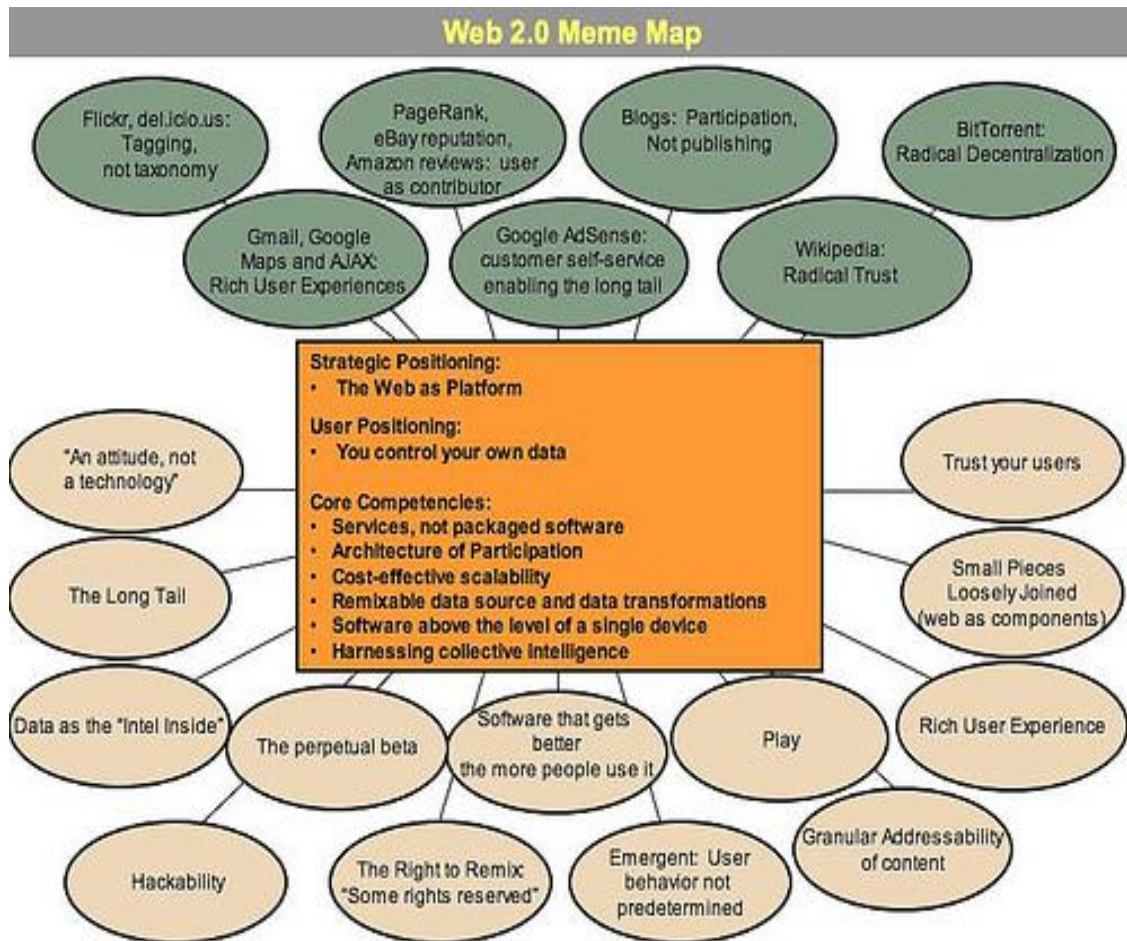 Web 2.0 Meme Map
Flickr, del.icio.us:
Tagging,
not taxonomy
PageRank,
eBay reputation,
Amazon reviews: user
as contributor
Blogs: Participation,
Not publishing
BitTorrent:
Radical Decentralization
Gmail, Google
Maps and AJAX:
Rich User Experiences
Google AdSense:
customer self-service
enabling the long tail
Wikipedia:
Radical Trust
Strategic Positioning:
• The Web as Platform
User Positioning:
• You control your own data
Core Competencies:
• Services, not packaged software
• Architecture of Participation
• Cost-effective scalability
• Remixable data source and data transformations
• Software above the level of a single device
• Harnessing collective intelligence
"An attitude, not
a technology"
Trust your users
The Long Tail
Small Pieces
Loosely Joined
(web as components)
Data as the "Intel Inside"
The perpetual beta
Software that gets
better
the more people use it
Play
Rich User Experience
Hackability
The Right to Remix:
"Some rights reserved"
Emergent: User
behavior not
predetermined
Granular Addressability
of content